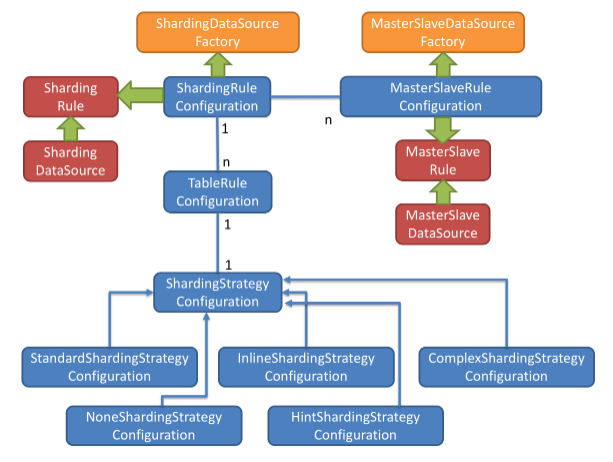 ShardingDataSource
Factory
MasterSlaveDataSource
Factory
Sharding
Rule
ShardingRule
Configuration
MasterSlaveRule
Configuration
1
n
n
Sharding
DataSource
MasterSlave
Rule
TableRule
Configuration
1
1
MasterSlave
DataSource
ShardingStrategy
Configuration
StandardShardingStrategy
Configuration
InlineShardingStrategy
Configuration
ComplexShardingStrategy
Configuration
NoneShardingStrategy
Configuration
HintShardingStrategy
Configuration